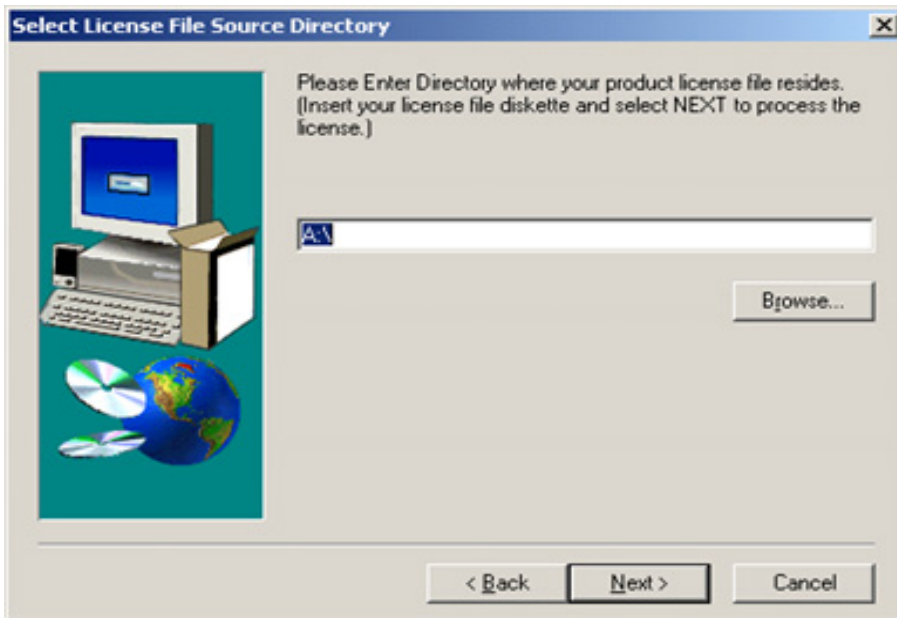 Select License File Source Directory
Please Enter Directory where your product license file resides.
(Insert your license file diskette and select NEXT to process the
license.)
A:\
Browse...
< Back
Next >
Cancel